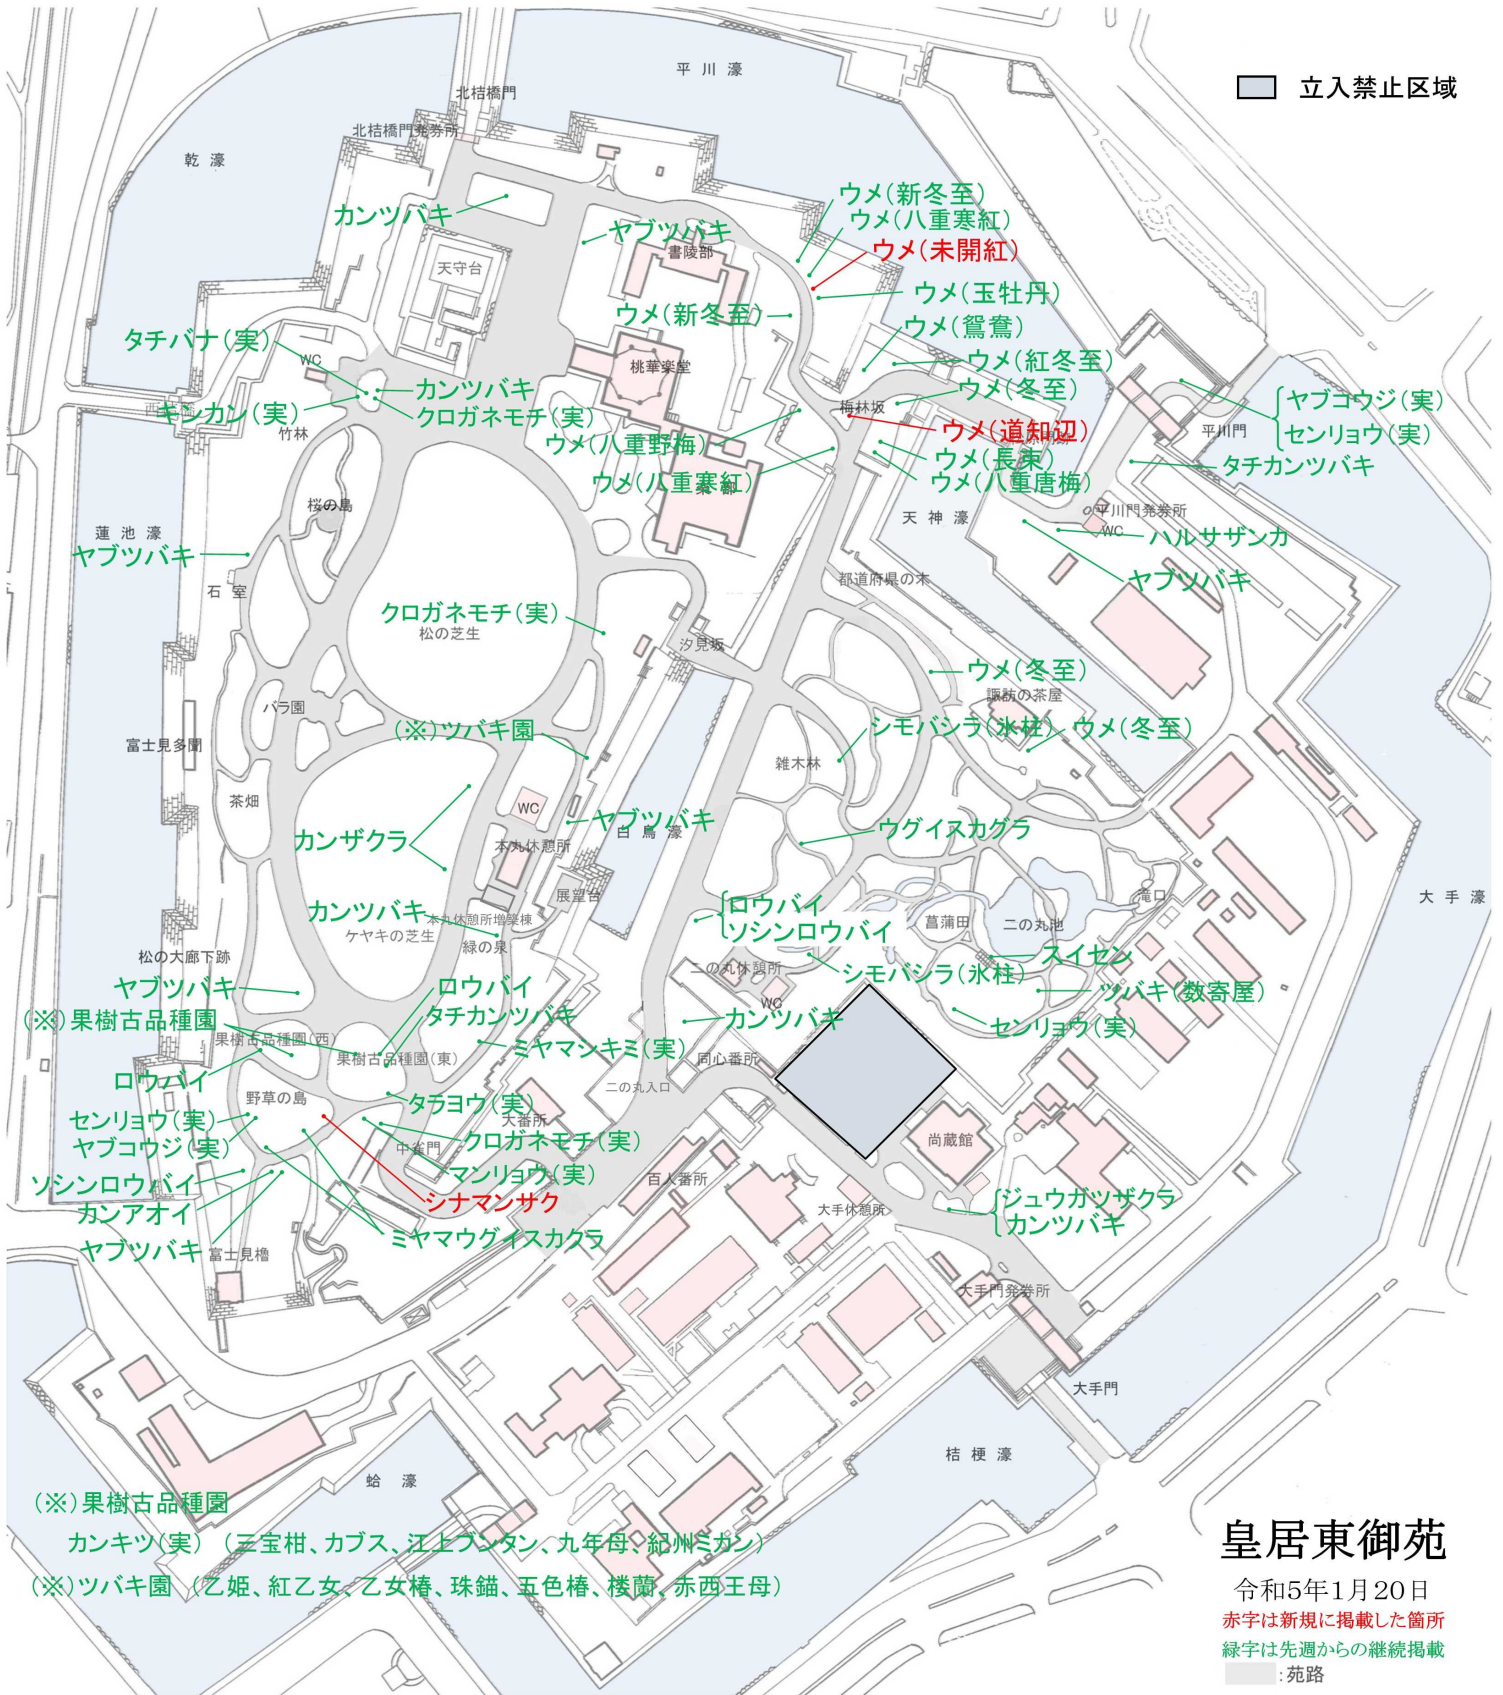 平川濠
立入禁止区域
北桔橋門
北桔橋門発券所
乾濠
カンツバキ
ヤブツバキ
書陵部
ウメ(新冬至)
ウメ(八重寒紅)
ウメ(未開紅)
天守台
ウメ(玉牡丹)
ウメ(新冬至)
ウメ(鴛鴦)
タチバナ(実)
WC
桃華楽堂
ウメ(紅冬至)
カンツバキ
ウメ(冬至)
キンカン(実)
クロガネモチ(実)
梅林坂
ヤブコウジ(実)
センリョウ(実)
平川門
竹林
ウメ(八重野梅)
ウメ(道知辺)
ウメ(長束)
タチカンツバキ
ウメ(八重寒紅)
ウメ(八重唐梅)
桜の島
天神濠
平川門発券所
WC
蓮池濠
ヤブツバキ
ハルサザンカ
ヤブツバキ
石室
都道府県の木
クロガネモチ(実)
松の芝生
汐見坂
ウメ(冬至)
諏訪の茶屋
バラ園
(※)ツバキ園
シモバシラ(氷柱)
ウメ(冬至)
富士見多聞
雑木林
茶畑
WC
ヤブツバキ
白鳥濠
ウグイスカグラ
カンザクラ
本丸休憩所
展望台
大手濠
滝口
カンツバキ
本丸休憩所増築棟
ケヤキの芝生
緑の泉
ロウバイ
ソシンロウバイ
菖蒲田
二の丸池
松の大廊下跡
スイセン
二の丸休憩所
シモバシラ(氷柱)
ヤブツバキ
ロウバイ
WC
ツバキ(数寄屋)
(※)果樹古品種園
タチカンツバキ
カンツバキ
センリョウ(実)
果樹古品種園(西)
果樹古品種園(東)
ミヤマシキミ(実)
同心番所
ロウバイ
二の丸入口
野草の島
タラヨウ(実)
センリョウ(実)
大番所
ヤブコウジ(実)
中雀門
クロガネモチ(実)
尚蔵館
ソシンロウバイ
マンリョウ(実)
百人番所
シナマンサク
大手休憩所
ジュウガツザクラ
カンツバキ
カンアオイ
ヤブツバキ
富士見櫓
ミヤマウグイスカグラ
大手門発券所
大手門
桔梗濠
蛤濠
(※)果樹古品種園
カンキツ(実) (三宝柑、カブス、江上ブンタン、九年母、紀州ミカン)
(※)ツバキ園 (乙姫、紅乙女、乙女椿、珠錨、五色椿、楼蘭、赤西王母)
皇居東御苑
令和5年1月20日
赤字は新規に掲載した箇所
緑字は先週からの継続掲載
:苑路